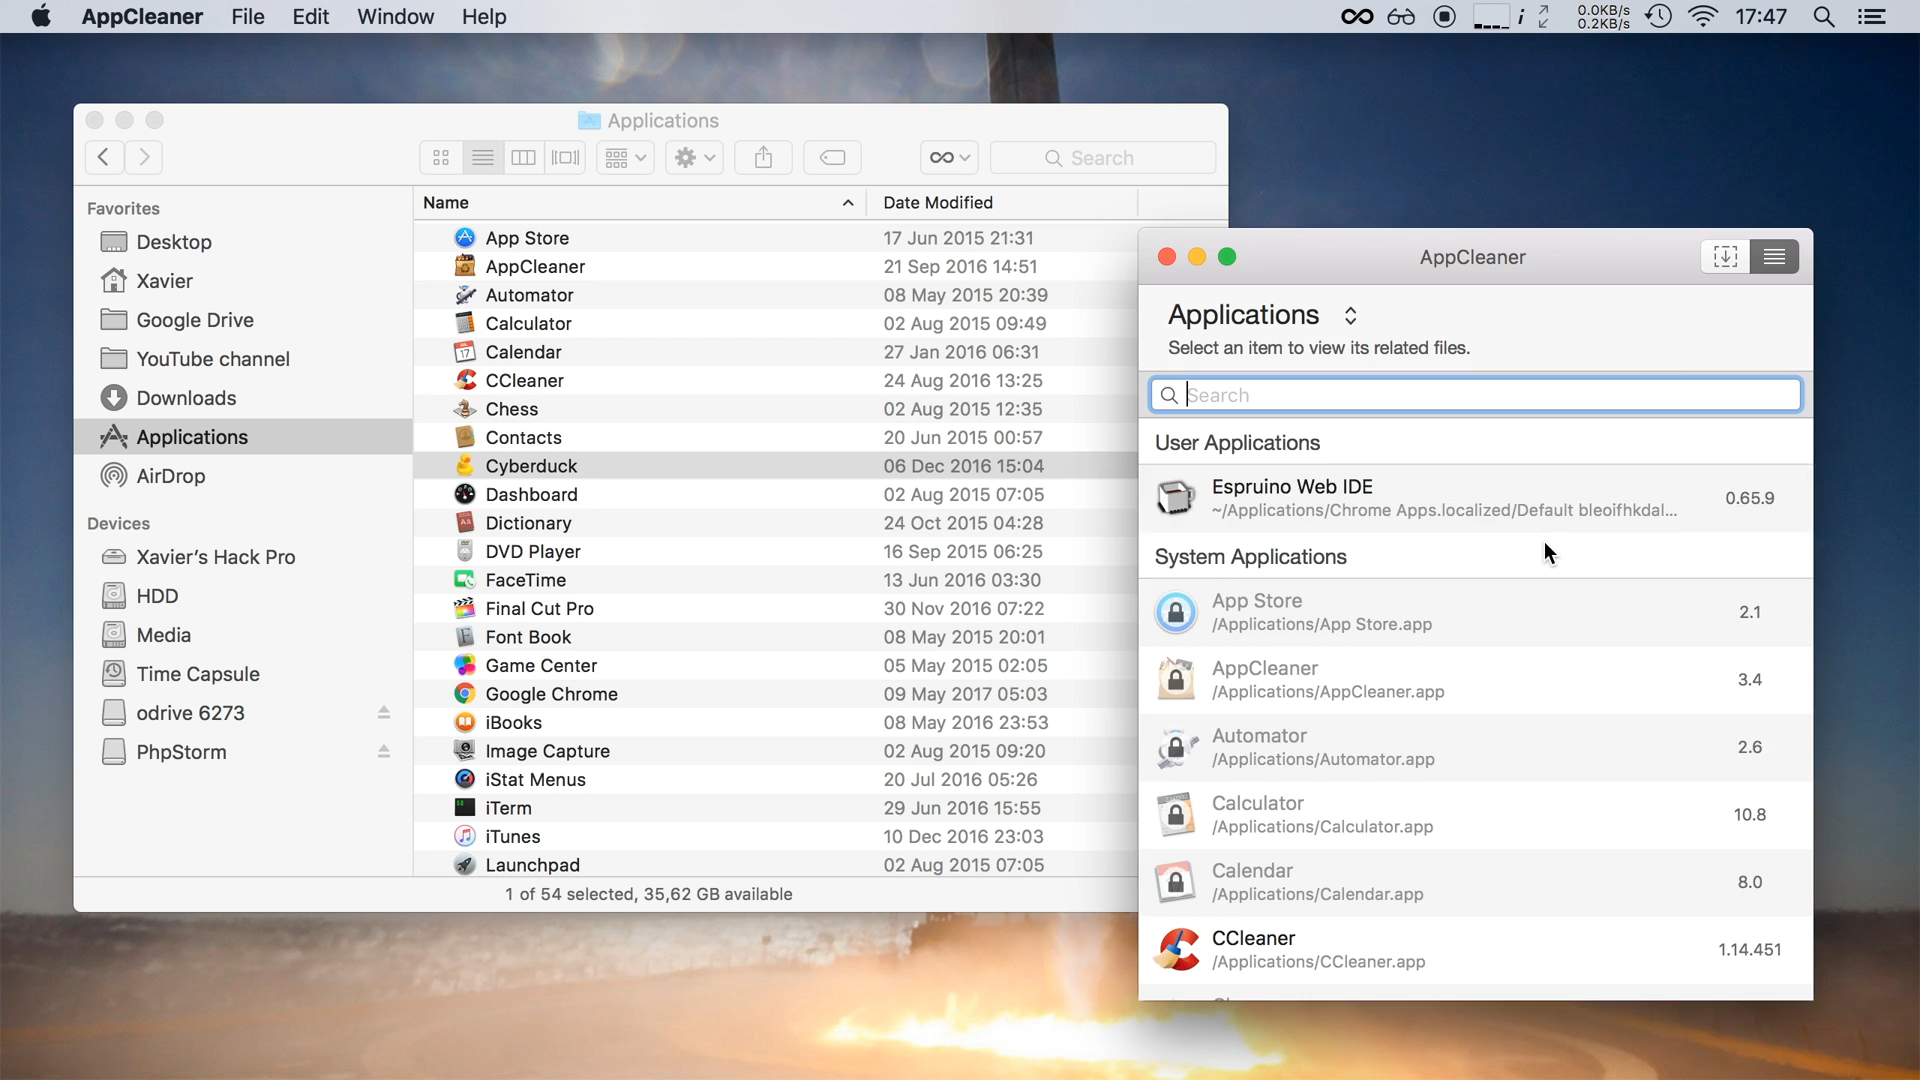 AppCleaner File Edit Window Help
0.0KB/s
0.2KB/s
17:47
Applications
Search
Favorites
Desktop
Xavier
Google Drive
YouTube channel
Downloads
Applications
AirDrop
Devices
Xavier's Hack Pro
HDD
Media
Time Capsule
odrive 6273
PhpStorm
Name Date Modified
App Store 17 Jun 2015 21:31
AppCleaner 21 Sep 2016 14:51
Automator 08 May 2015 20:39
Calculator 02 Aug 2015 09:49
Calendar 27 Jan 2016 06:31
CCleaner 24 Aug 2016 13:25
Chess 02 Aug 2015 12:35
Contacts 20 Jun 2015 00:57
Cyberduck 06 Dec 2016 15:04
Dashboard 02 Aug 2015 07:05
Dictionary 24 Oct 2015 04:28
DVD Player 16 Sep 2015 06:25
FaceTime 13 Jun 2016 03:30
Final Cut Pro 30 Nov 2016 07:22
Font Book 08 May 2015 20:01
Game Center 05 May 2015 02:05
Google Chrome 09 May 2017 05:03
iBooks 08 May 2016 23:53
Image Capture 02 Aug 2015 09:20
iStat Menus 20 Jul 2016 05:26
iTerm 29 Jun 2016 15:55
iTunes 10 Dec 2016 23:03
Launchpad 02 Aug 2015 07:05
1 of 54 selected, 35,62 GB available
AppCleaner
Applications
Select an item to view its related files.
Search
User Applications
Espruino Web IDE
~/Applications/Chrome Apps.localized/Default bleoifhkdal...
0.65.9
System Applications
App Store
/Applications/App Store.app
2.1
AppCleaner
/Applications/AppCleaner.app
3.4
Automator
/Applications/Automator.app
2.6
Calculator
/Applications/Calculator.app
10.8
Calendar
/Applications/Calendar.app
8.0
CCleaner
/Applications/CCleaner.app
1.14.451